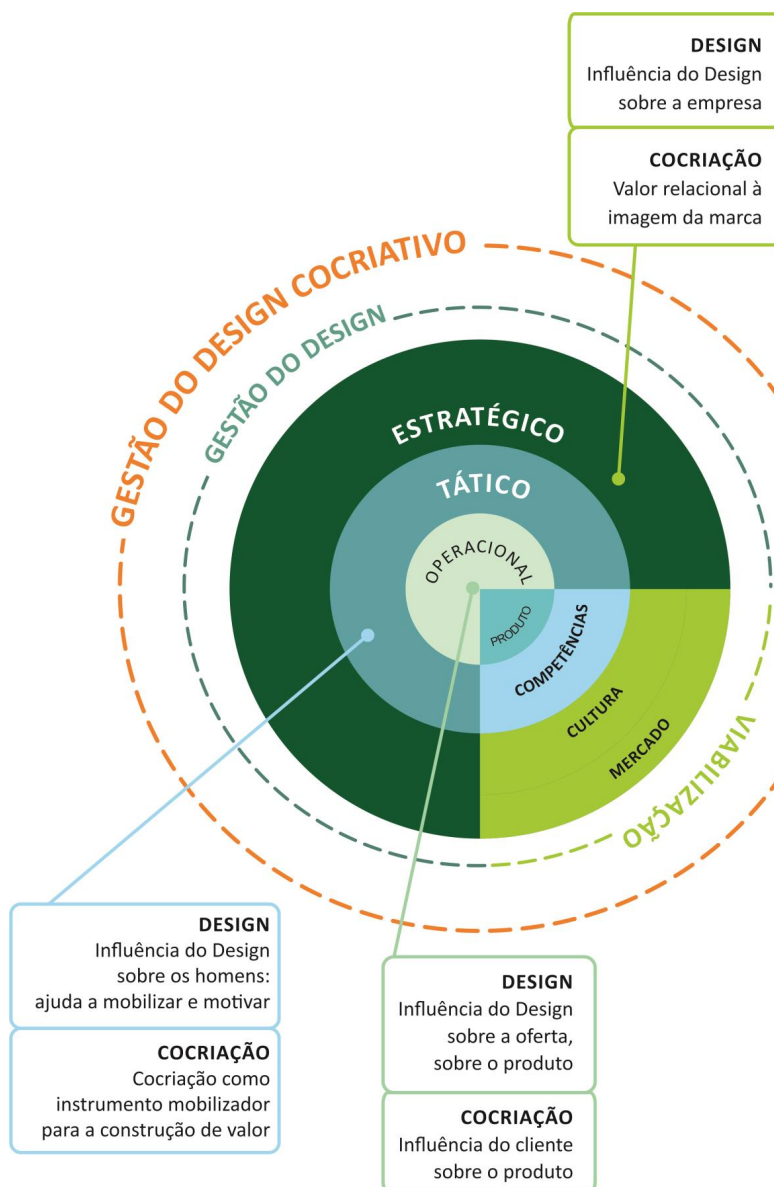 DESIGN
Influência do Design
sobre a empresa
COCRIAÇÃO
Valor relacional à
imagem da marca
GESTÃO DO DESIGN COCRIATIVO
GESTÃO DO DESIGN
ESTRATÉGICO
TÁTICO
OPERACIONAL
PRODUTO
COMPETÊNCIAS
CULTURA
MERCADO
VIABILIZAÇÃO
DESIGN
Influência do Design
sobre os homens:
ajuda a mobilizar e motivar
COCRIAÇÃO
Cocriação como
instrumento mobilizador
para a construção de valor
DESIGN
Influência do Design
sobre a oferta,
sobre o produto
COCRIAÇÃO
Influência do cliente
sobre o produto